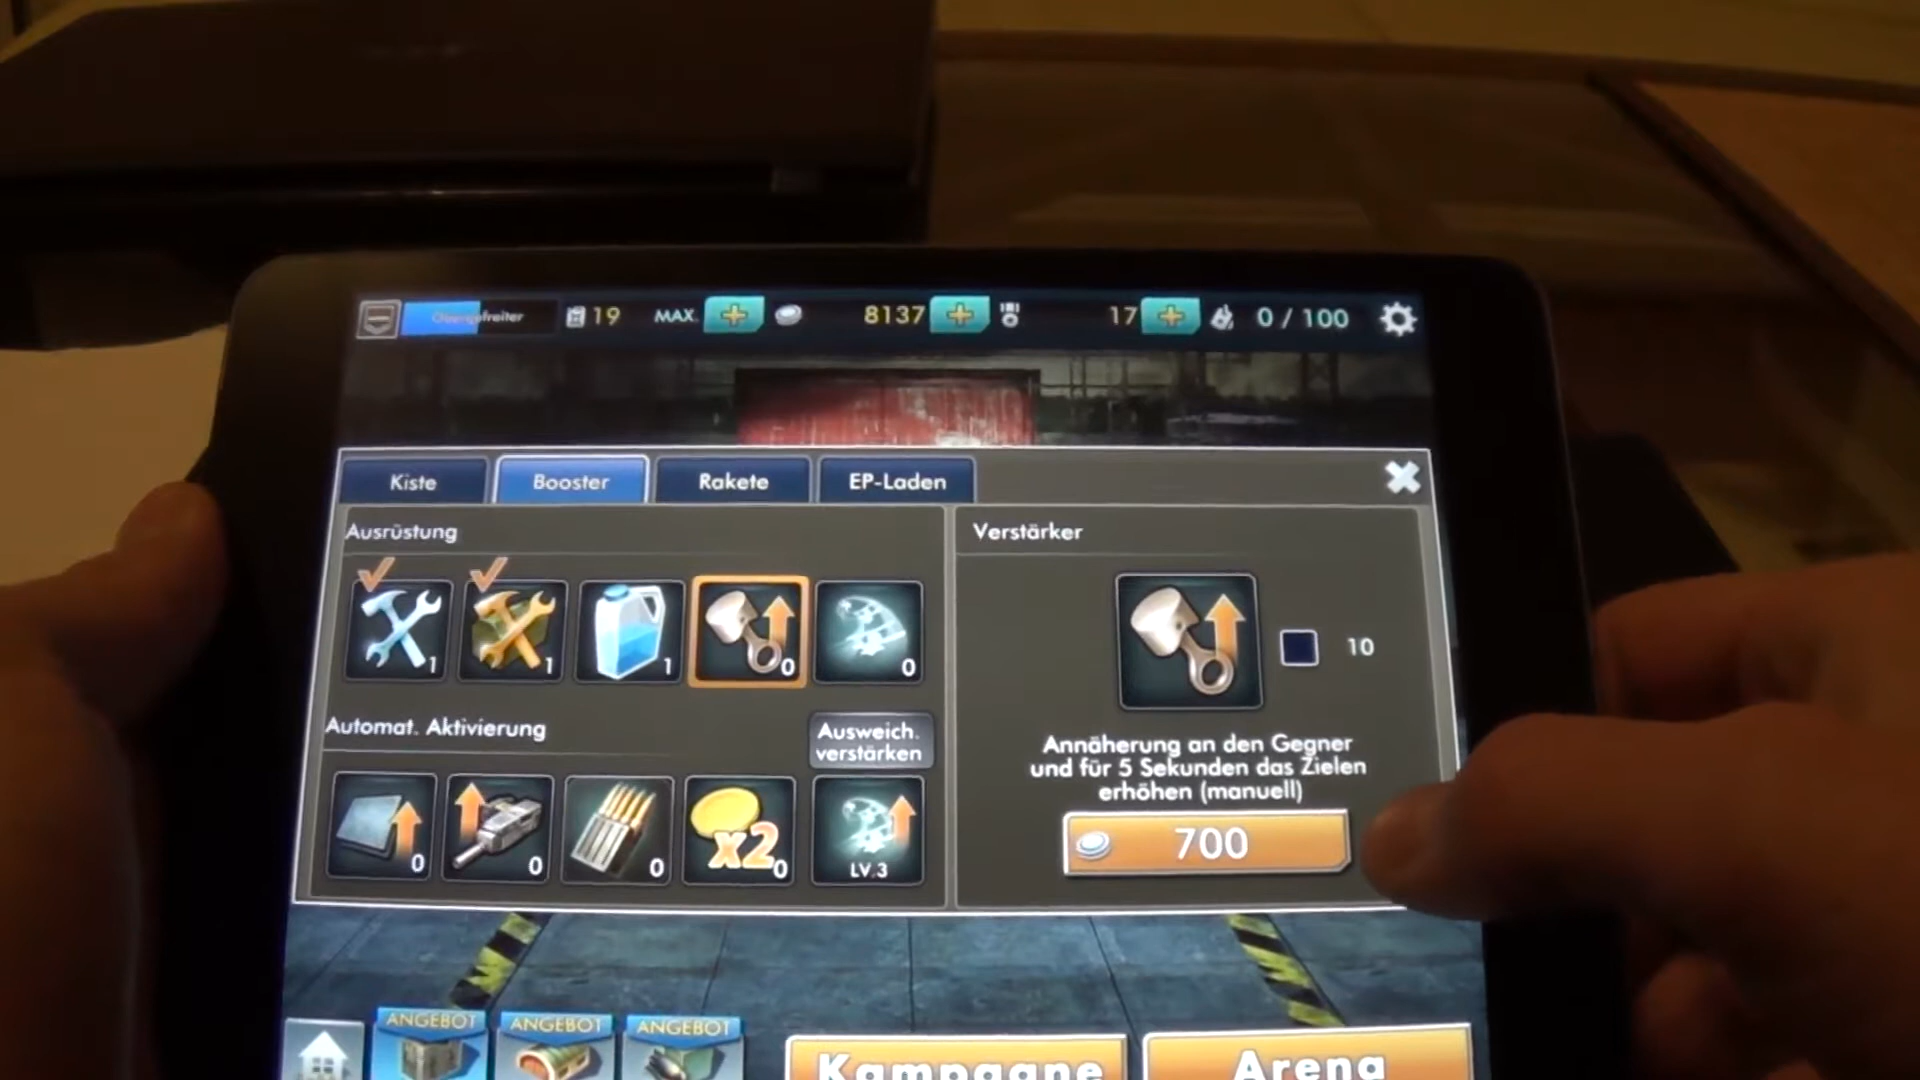 Obergefreiter 19 MAX. 8137 17 0 / 100
Kiste Booster Rakete EP-Laden
Ausrüstung
1 1 1 0 0
Automat. Aktivierung
Ausweich.
verstärken
0 0 0 x2 0 LV.3
Verstärker
10
Annäherung an den Gegner
und für 5 Sekunden das Zielen
erhöhen (manuell)
700
ANGEBOT ANGEBOT ANGEBOT
Kampagne Arena